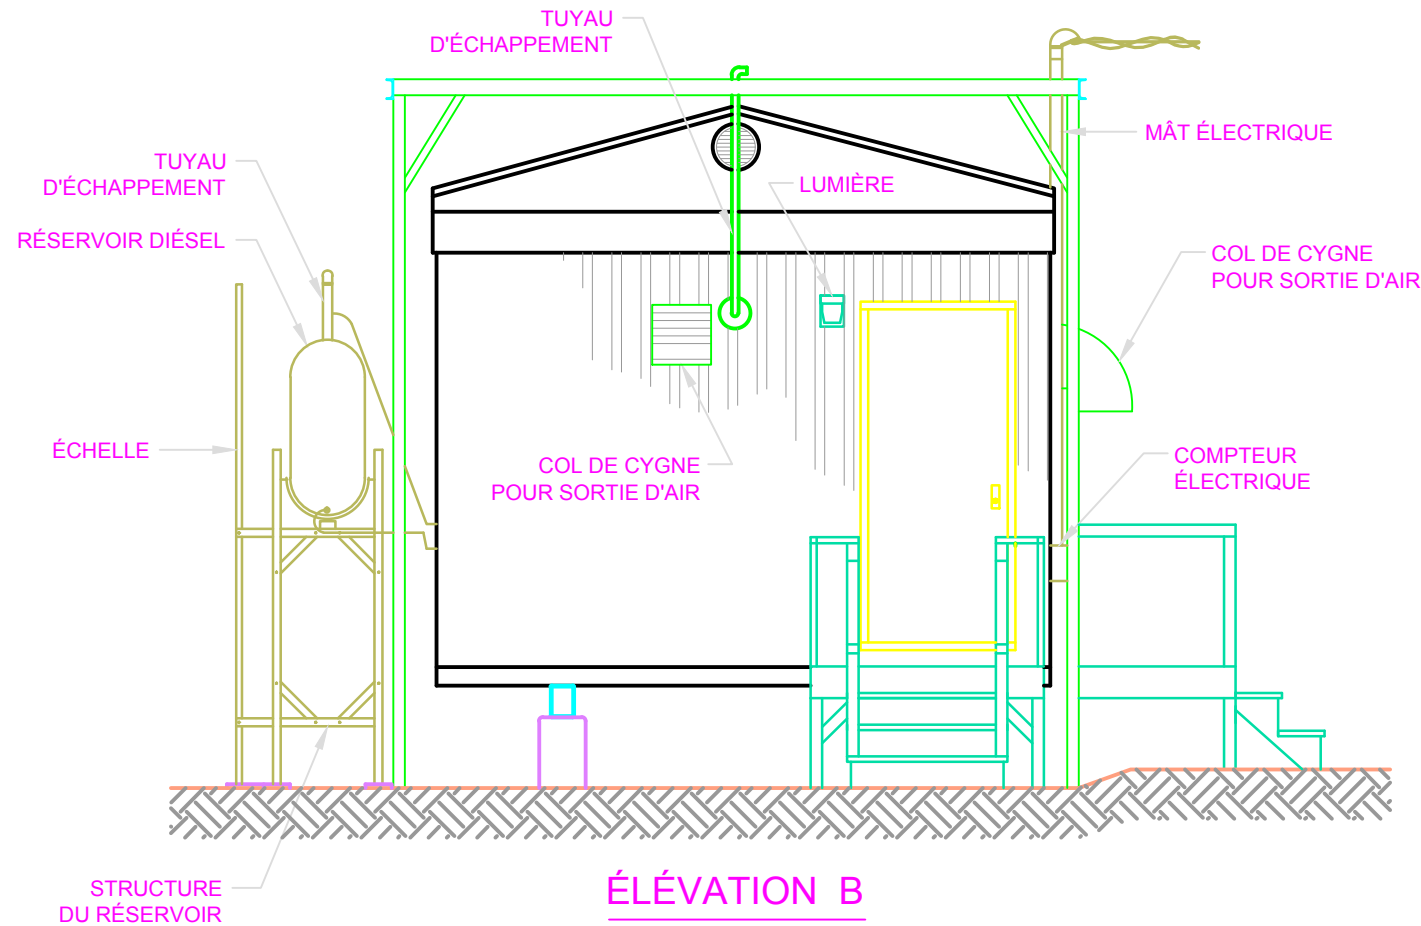 TUYAU
D'ÉCHAPPEMENT
MÂT ÉLECTRIQUE
TUYAU
D'ÉCHAPPEMENT
LUMIÈRE
RÉSERVOIR DIÉSEL
COL DE CYGNE
POUR SORTIE D'AIR
ÉCHELLE
COL DE CYGNE
POUR SORTIE D'AIR
COMPTEUR
ÉLECTRIQUE
STRUCTURE
DU RÉSERVOIR
ÉLÉVATION B